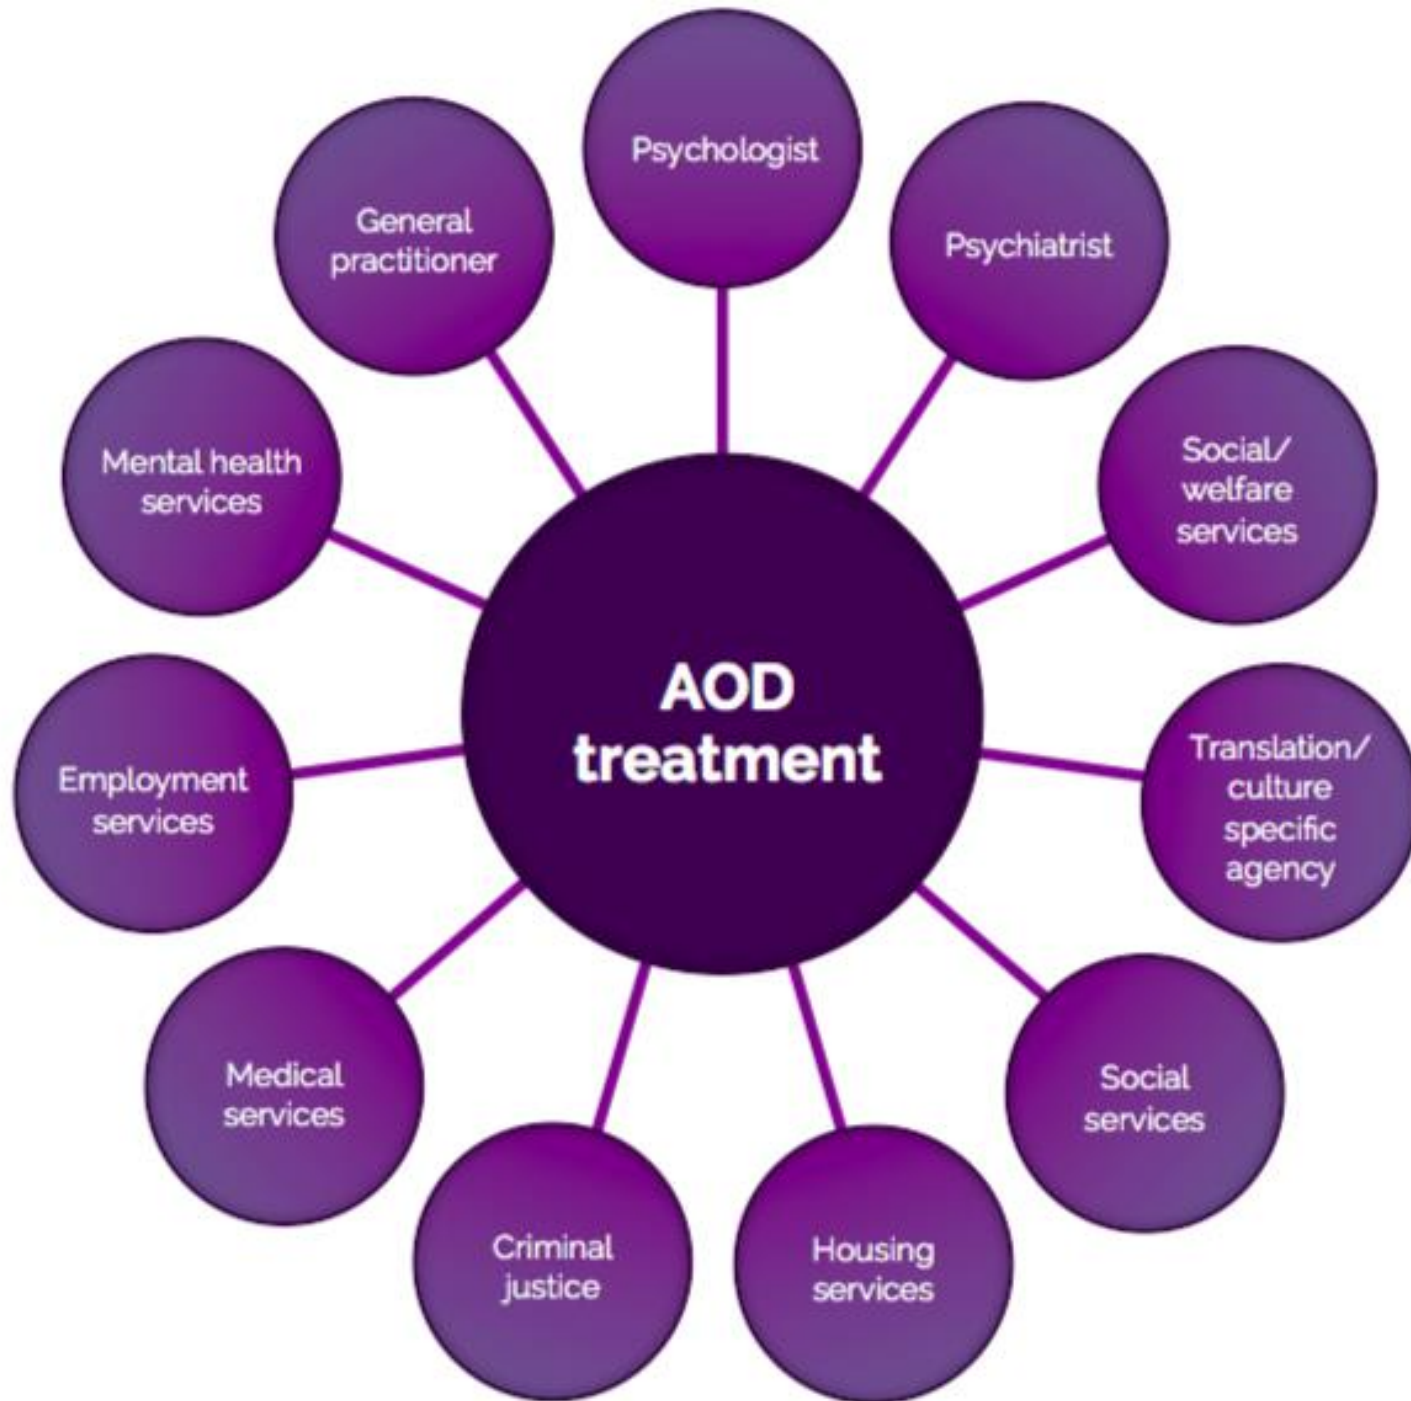 Psychologist
Psychiatrist
Social/
welfare
services
Translation/
culture
specific
agency
Social
services
Housing
services
Criminal
justice
Medical
services
Employment
services
Mental health
services
General
practitioner
AOD
treatment